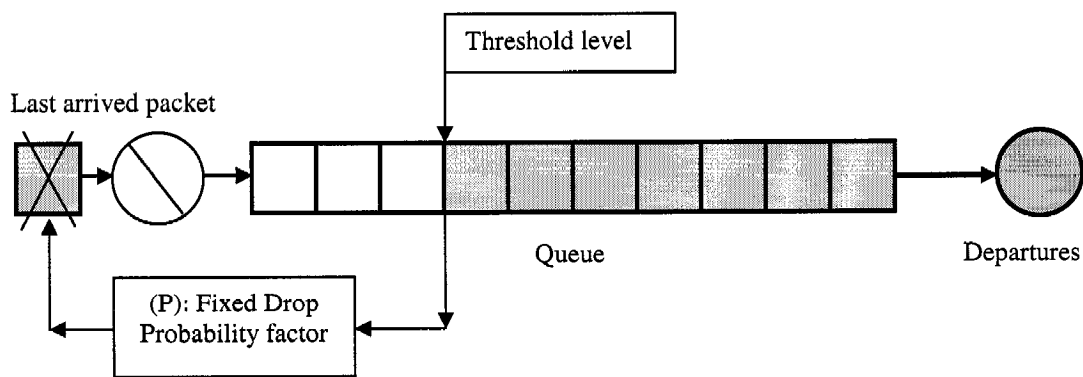 Threshold level
Last arrived packet
Queue
Departures
(P): Fixed Drop
Probability factor